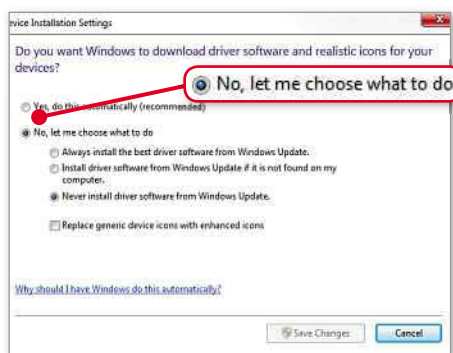 vice Installation Settings
Do you want Windows to download driver software and realistic icons for your
devices?
No, let me choose what to do
Yes, do this automatically (recommended)
No, let me choose what to do
Always install the best driver software from Windows Update.
Install driver software from Windows Update if it is not found on my
computer.
Never install driver software from Windows Update.
Replace generic device icons with enhanced icons
Why should I have Windows do this automatically?
Save Changes
Cancel